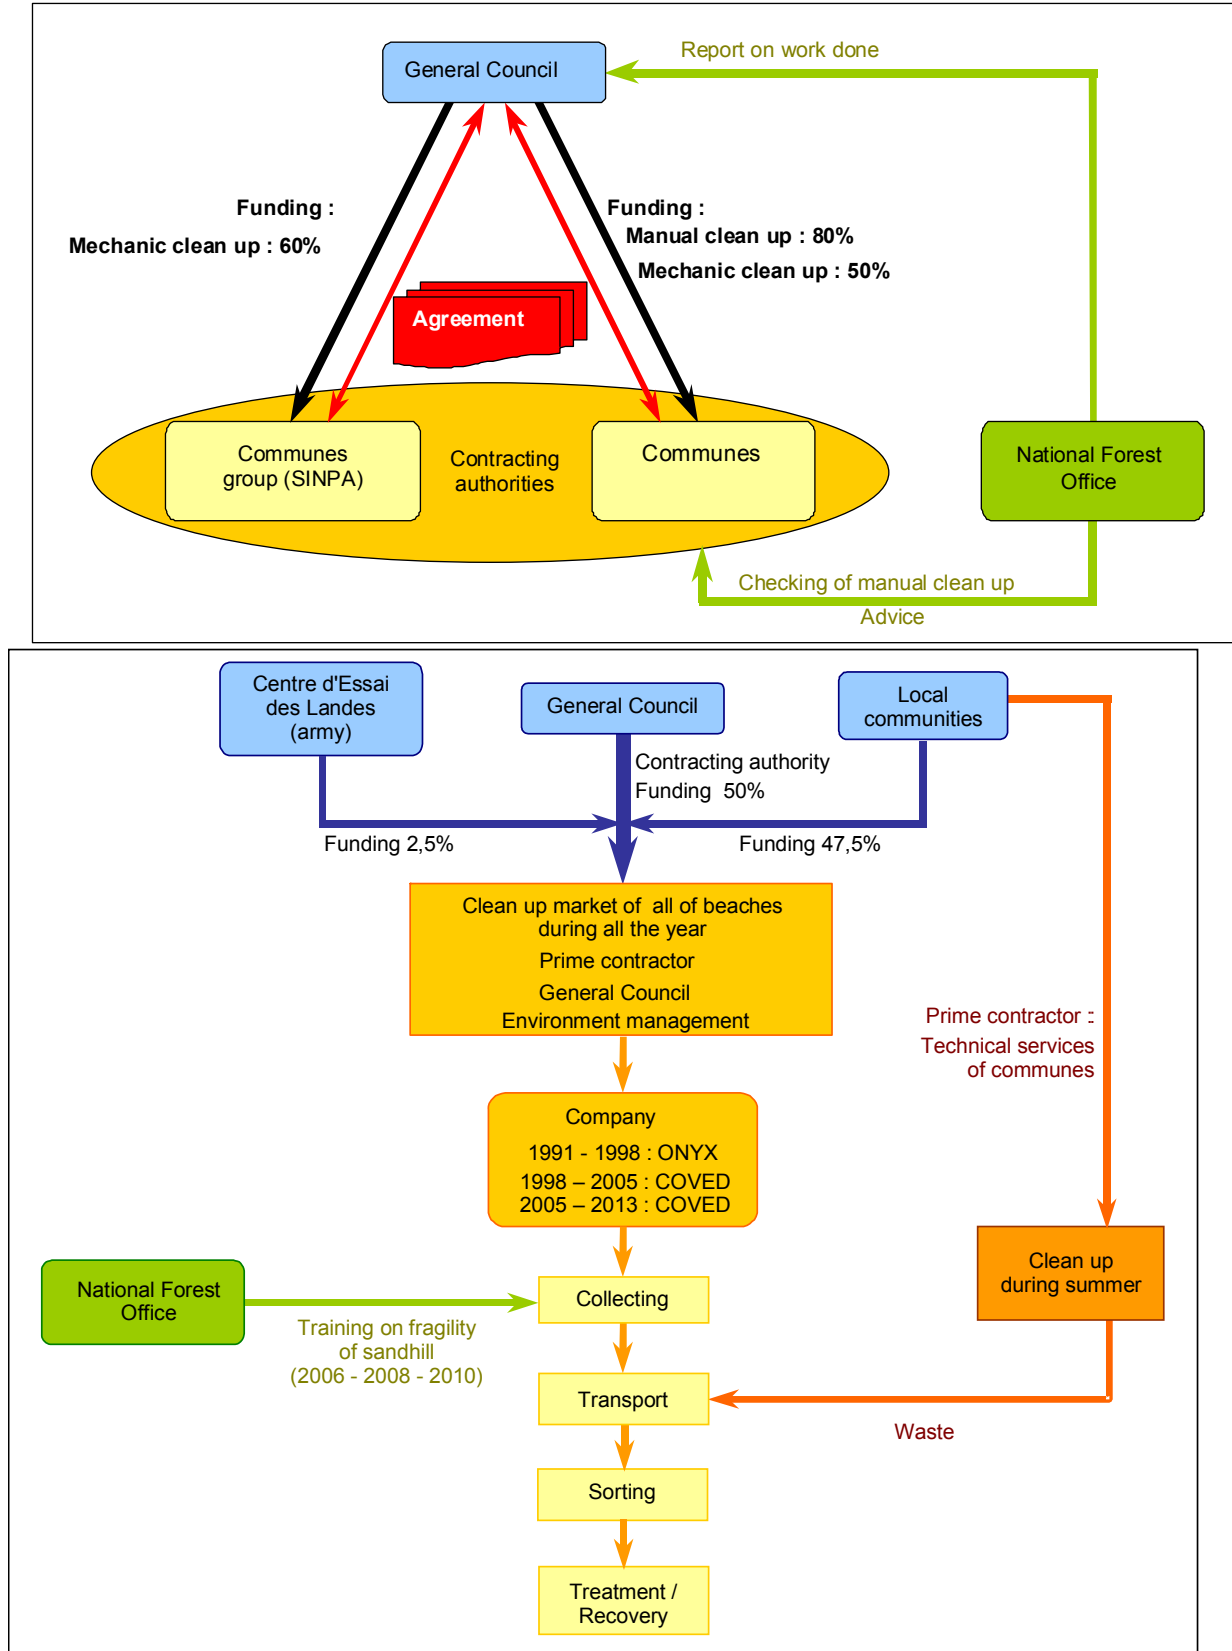 Report on work done
General Council
Funding :
Mechanic clean up : 60%
Funding :
Manual clean up : 80%
Mechanic clean up : 50%
Agreement
Communes
group (SINPA)
Contracting
authorities
Communes
National Forest
Office
Checking of manual clean up
Advice
Centre d'Essai
des Landes
(army)
General Council
Local
communities
Contracting authority
Funding 50%
Funding 2,5%
Funding 47,5%
Clean up market of all of beaches
during all the year
Prime contractor
General Council
Environment management
Prime contractor :
Technical services
of communes
Company
1991 - 1998 : ONYX
1998 – 2005 : COVED
2005 – 2013 : COVED
Clean up
during summer
National Forest
Office
Training on fragility
of sandhill
(2006 - 2008 - 2010)
Collecting
Transport
Waste
Sorting
Treatment /
Recovery